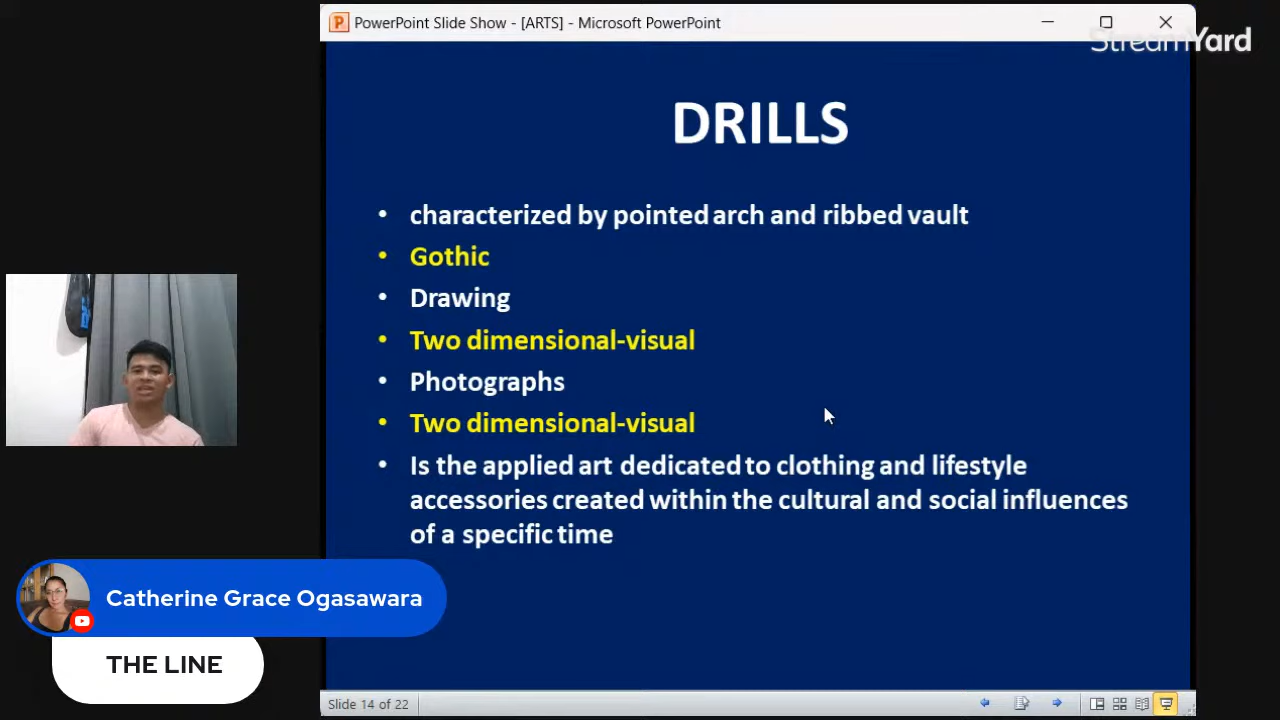 PowerPoint Slide Show - [ARTS] - Microsoft PowerPoint
StreamYard
DRILLS
• characterized by pointed arch and ribbed vault
• Gothic
• Drawing
• Two dimensional-visual
• Photographs
• Two dimensional-visual
• Is the applied art dedicated to clothing and lifestyle
accessories created within the cultural and social influences
of a specific time
Catherine Grace Ogasawara
THE LINE
Slide 14 of 22